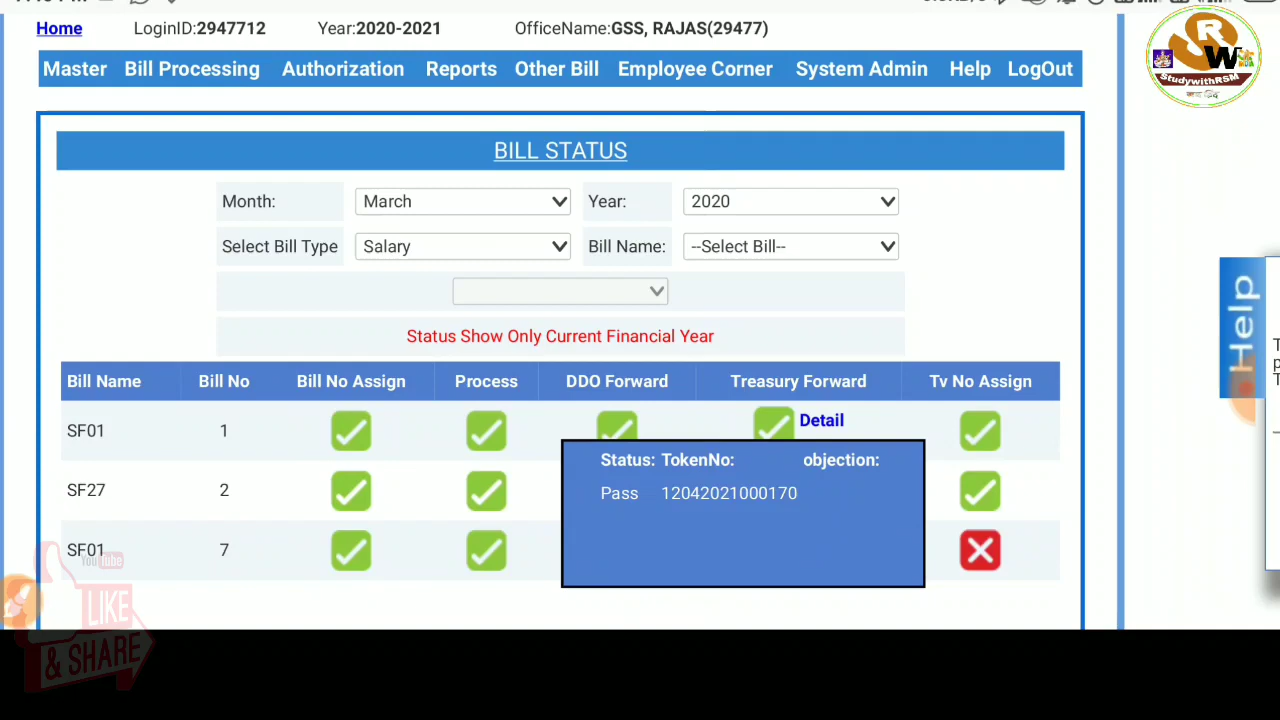 Home LoginID:2947712 Year:2020-2021 OfficeName:GSS, RAJAS(29477)
Master Bill Processing Authorization Reports Other Bill Employee Corner System Admin Help LogOut
SRW
StudywithRSM
BILL STATUS
Month: March Year: 2020
Select Bill Type Salary Bill Name: --Select Bill--
Status Show Only Current Financial Year
Bill Name Bill No Bill No Assign Process DDO Forward Treasury Forward Tv No Assign
SF01 1 Detail
Status: TokenNo: objection:
SF27 2 Pass 12042021000170
SF01 7
Help
YouTube
LIKE
& SHARE